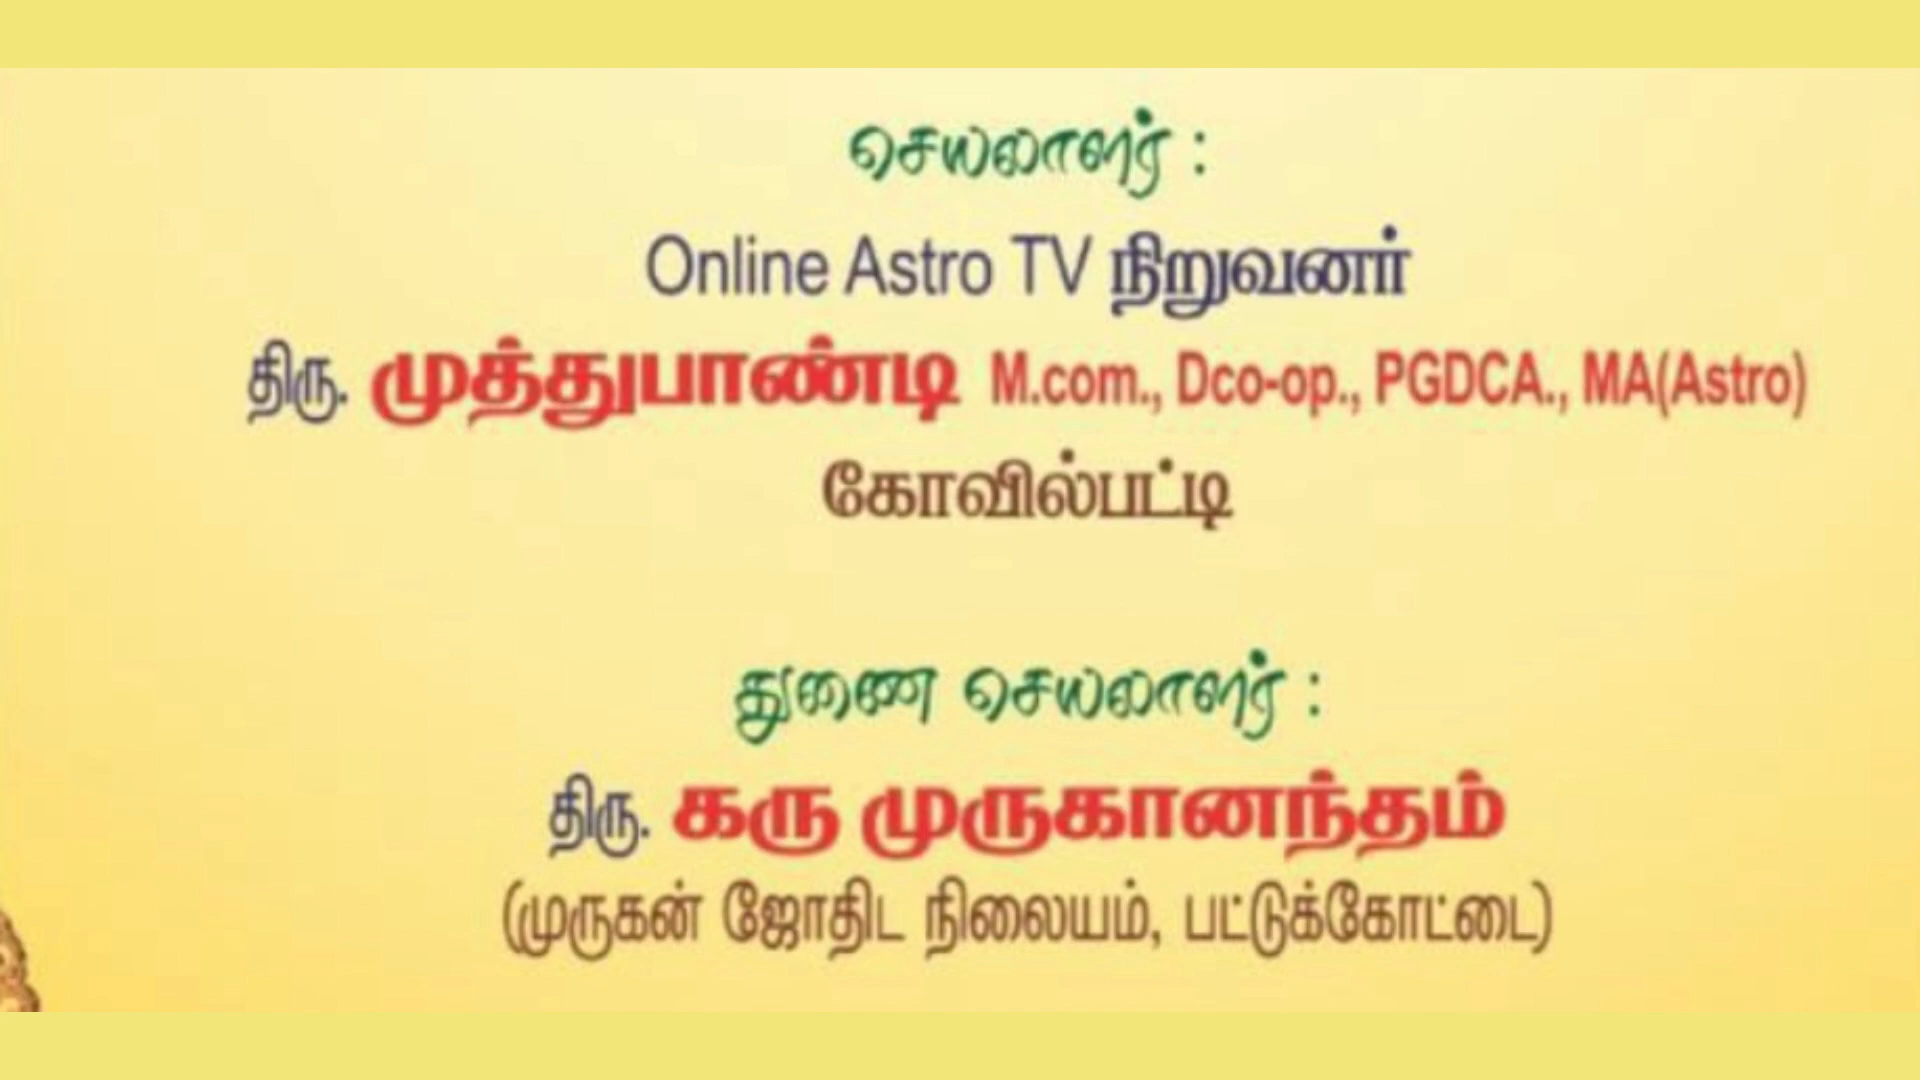 செயலாளர் :
Online Astro TV நிறுவனர்
திரு. முத்துபாண்டி M.com., Dco-op., PGDCA., MA(Astro)
கோவில்பட்டி
துணை செயலாளர் :
திரு. கரு முருகானந்தம்
(முருகன் ஜோதிட நிலையம், பட்டுக்கோட்டை)